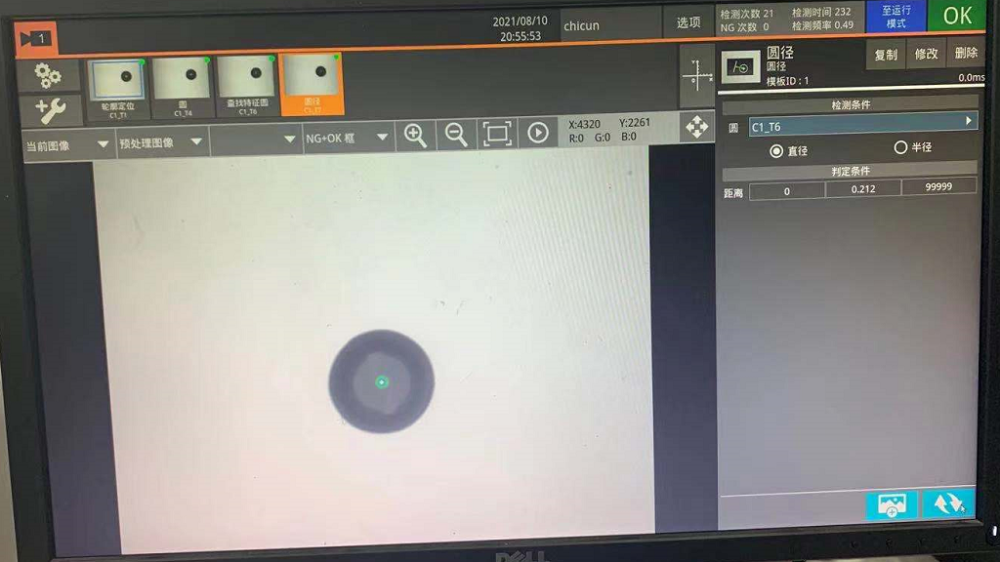 1
2021/08/10
20:55:53
chicun
选项
检测次数 21 检测时间 232
NG 次数 0 检测频率 0.49
至运行
模式
OK
轮廓定位
C1_T1
圆
C1_T4
查找特征圆
C1_T6
圆径
圆径
圆径
模板ID : 1
复制 修改 删除
0.0ms
当前图像
预处理图像
NG+OK 框
X:4320 Y:2261
R:0 G:0 B:0
检测条件
圆 C1_T6
直径 半径
判定条件
距离 0 0.212 99999
DELL